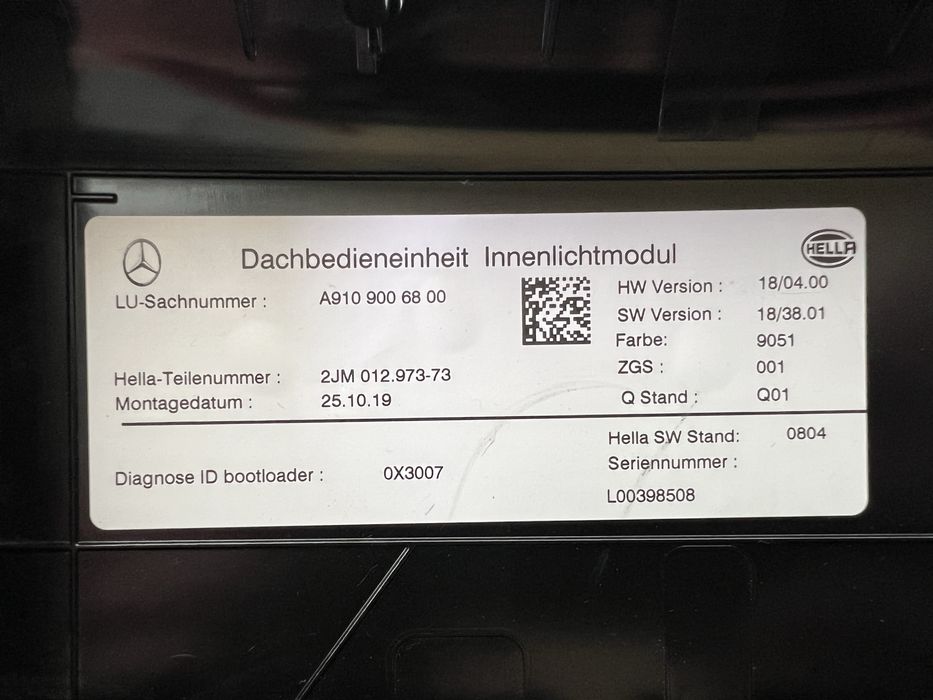 Dachbedieneinheit Innenlichtmodul
HELLA
LU-Sachnummer : A910 900 68 00
HW Version : 18/04.00
SW Version : 18/38.01
Farbe: 9051
ZGS : 001
Hella-Teilenummer : 2JM 012.973-73
Montagedatum : 25.10.19
Q Stand : Q01
Hella SW Stand: 0804
Seriennummer :
Diagnose ID bootloader : 0X3007
L00398508